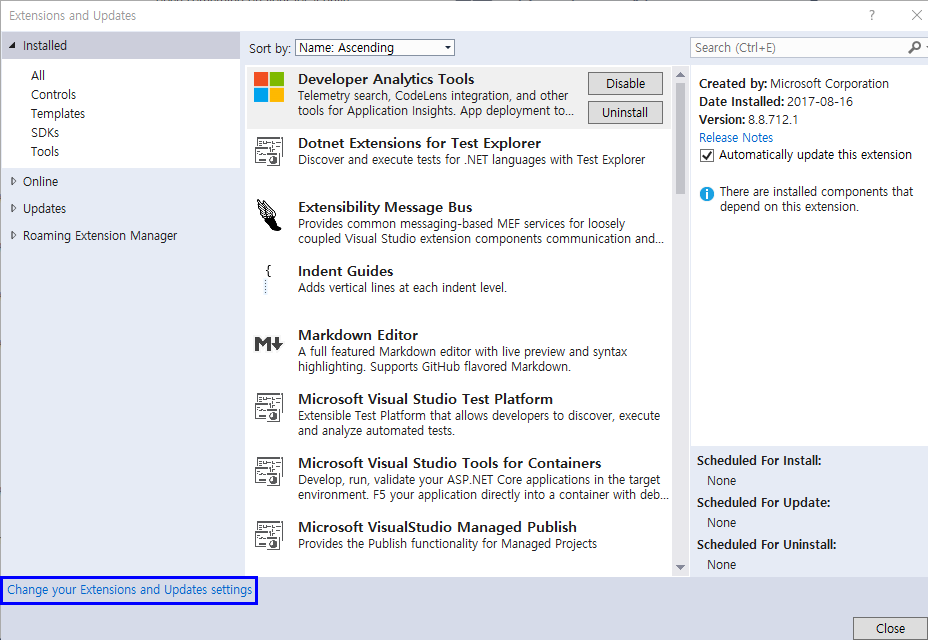 Extensions and Updates
?
Installed
All
Controls
Templates
SDKs
Tools
Online
Updates
Roaming Extension Manager
Change your Extensions and Updates settings
Sort by: Name: Ascending
Developer Analytics Tools
Telemetry search, CodeLens integration, and other
tools for Application Insights. App deployment to...
Disable
Uninstall
Dotnet Extensions for Test Explorer
Discover and execute tests for .NET languages with Test Explorer
Extensibility Message Bus
Provides common messaging-based MEF services for loosely
coupled Visual Studio extension components communication and...
{
Indent Guides
Adds vertical lines at each indent level.
M
Markdown Editor
A full featured Markdown editor with live preview and syntax
highlighting. Supports GitHub flavored Markdown.
Microsoft Visual Studio Test Platform
Extensible Test Platform that allows developers to discover, execute
and analyze automated tests.
Microsoft Visual Studio Tools for Containers
Develop, run, validate your ASP.NET Core applications in the target
environment. F5 your application directly into a container with deb...
Microsoft VisualStudio Managed Publish
Provides the Publish functionality for Managed Projects
Search (Ctrl+E)
Created by: Microsoft Corporation
Date Installed: 2017-08-16
Version: 8.8.712.1
Release Notes
Automatically update this extension
There are installed components that
depend on this extension.
Scheduled For Install:
None
Scheduled For Update:
None
Scheduled For Uninstall:
None
Close